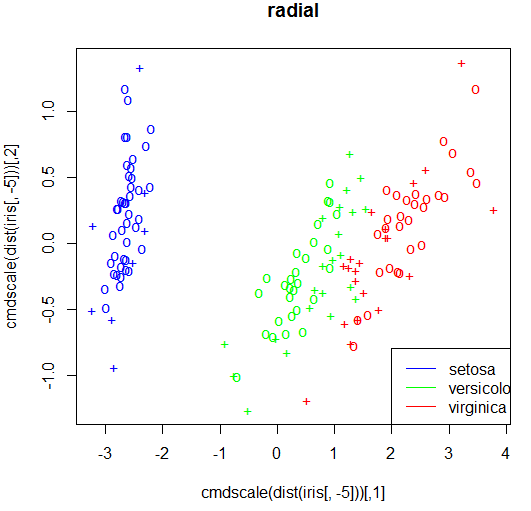 radial
cmdscale(dist(iris[, -5]))[,2]
1.0
0.5
0.0
-0.5
-1.0
setosa
versicolo
virginica
-3 -2 -1 0 1 2 3 4
cmdscale(dist(iris[, -5]))[,1]